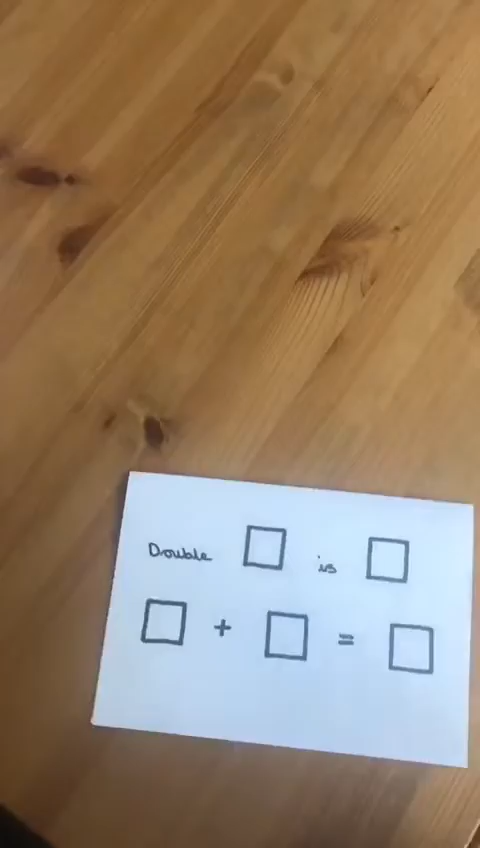 Double □ is □
□ + □ = □